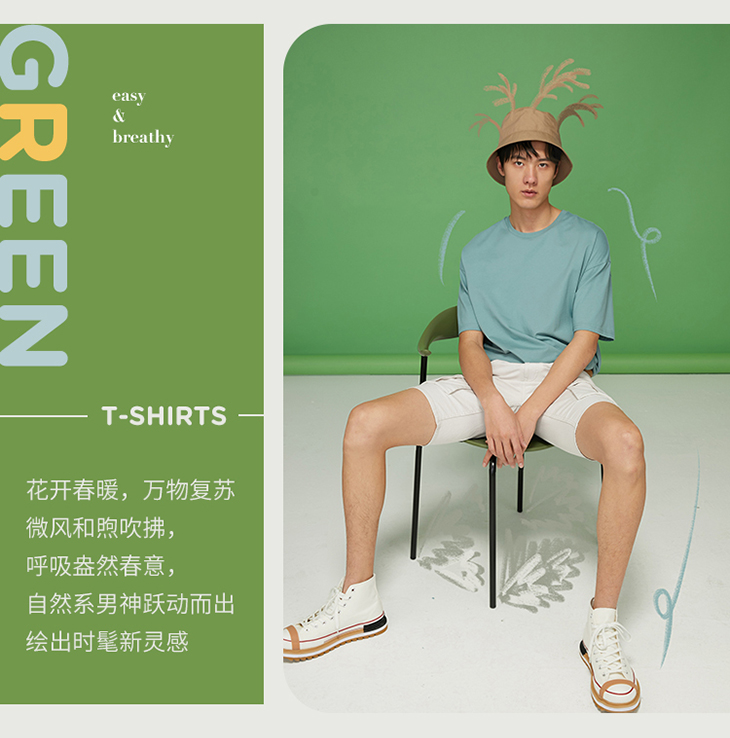 GREEN
easy
&
breathy
T-SHIRTS
花开春暖，万物复苏
微风和煦吹拂，
呼吸盎然春意，
自然系男神跃动而出
绘出时髦新灵感